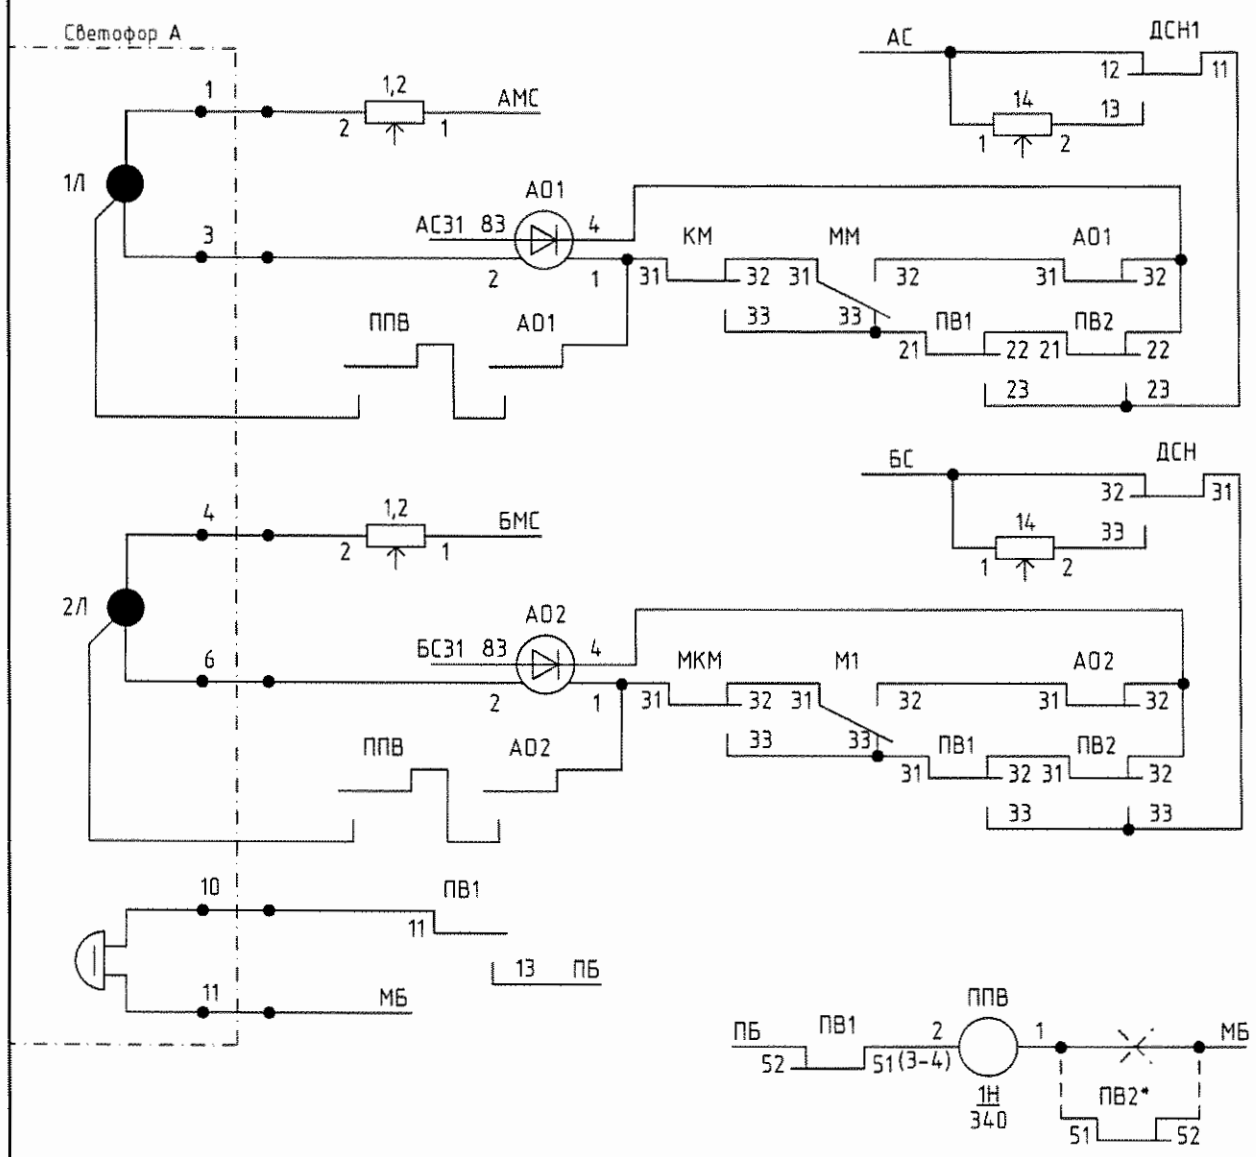 Светофор А
АС
ДСН1
12
11
1
1,2
АМС
2
1
14
13
1
2
1Л
АО1
АСЗ1
83
4
3
2
1
КМ
ММ
АО1
31
32
31
32
31
32
ППВ
АО1
33
33
ПВ1
ПВ2
21
22
21
22
23
23
БС
ДСН
32
31
4
1,2
БМС
2
1
14
33
1
2
2Л
АО2
БСЗ1
83
4
6
2
1
МКМ
М1
АО2
31
32
31
32
31
32
ППВ
АО2
33
33
ПВ1
ПВ2
31
32
31
32
33
33
10
ПВ1
11
13
ПБ
11
МБ
ППВ
ПБ
ПВ1
2
1
МБ
52
51(3-4)
1Н
340
ПВ2*
51
52